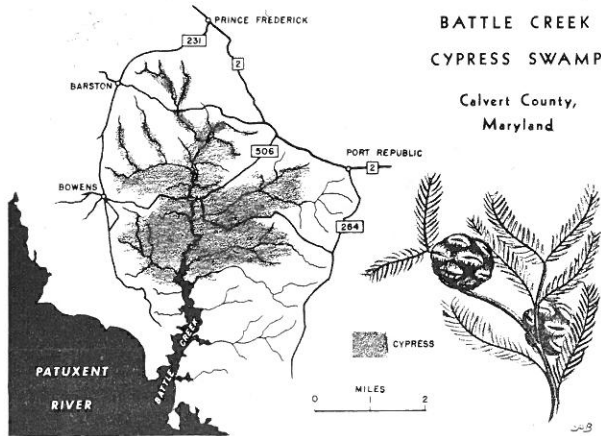 BATTLE CREEK
CYPRESS SWAMP
Calvert County,
Maryland
PRINCE FREDERICK
231
2
BARSTON
506
PORT REPUBLIC
2
BOWENS
264
CYPRESS
BATTLE CREEK
PATUXENT
RIVER
MILES
0 2